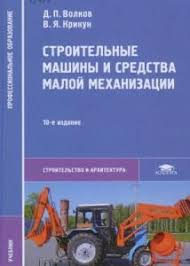 Д. П. Волков
В. Я. Крикун
СТРОИТЕЛЬНЫЕ
МАШИНЫ И СРЕДСТВА
МАЛОЙ МЕХАНИЗАЦИИ
10-е издание
СТРОИТЕЛЬСТВО И АРХИТЕКТУРА
ПРОФЕССИОНАЛЬНОЕ ОБРАЗОВАНИЕ
УЧЕБНИК